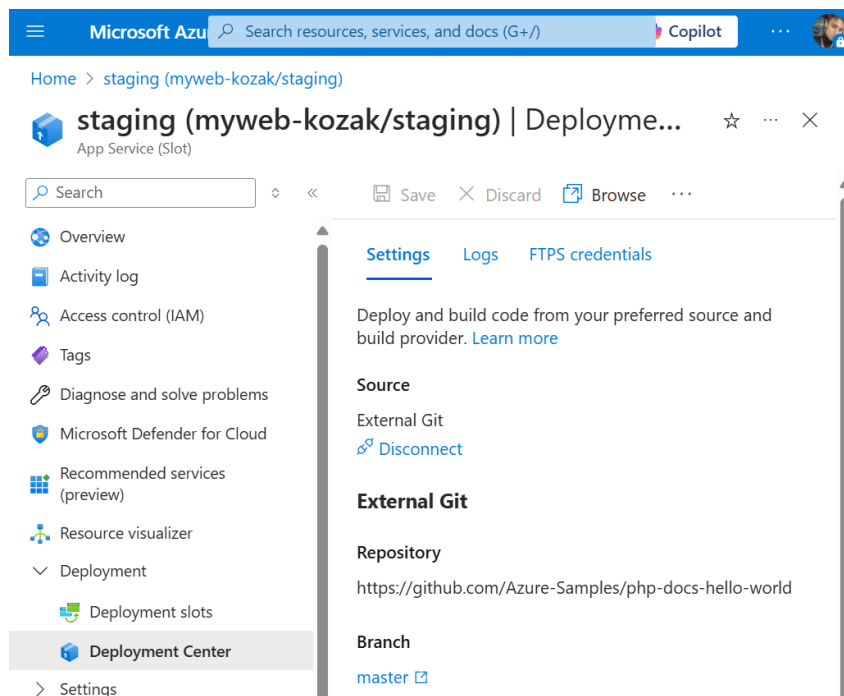 Microsoft Azu
Search resources, services, and docs (G+/)
Copilot
Home > staging (myweb-kozak/staging)
staging (myweb-kozak/staging) | Deployme...
App Service (Slot)
Search
Overview
Activity log
Access control (IAM)
Tags
Diagnose and solve problems
Microsoft Defender for Cloud
Recommended services
(preview)
Resource visualizer
Deployment
Deployment slots
Deployment Center
Settings
Save
Discard
Browse
Settings
Logs
FTPS credentials
Deploy and build code from your preferred source and
build provider. Learn more
Source
External Git
Disconnect
External Git
Repository
https://github.com/Azure-Samples/php-docs-hello-world
Branch
master